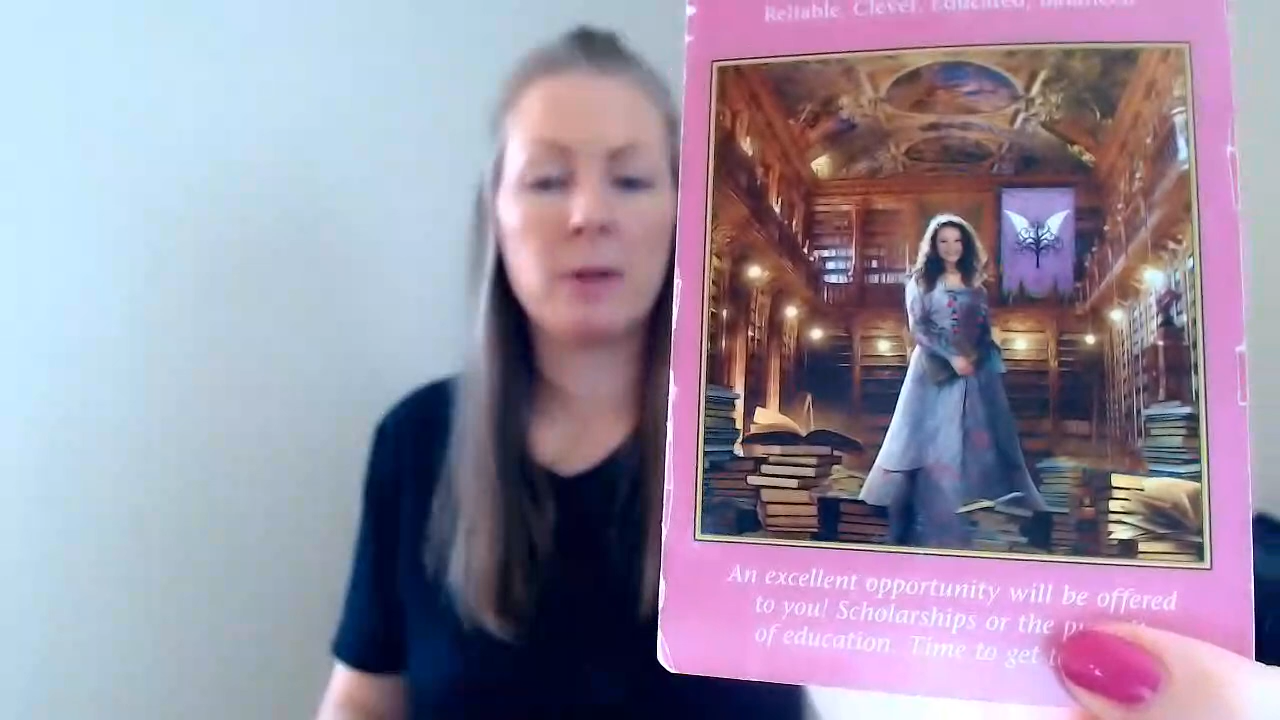 Reliable. Clever. Educated, Balanced
An excellent opportunity will be offered
to you! Scholarships or the
of education. Time to get